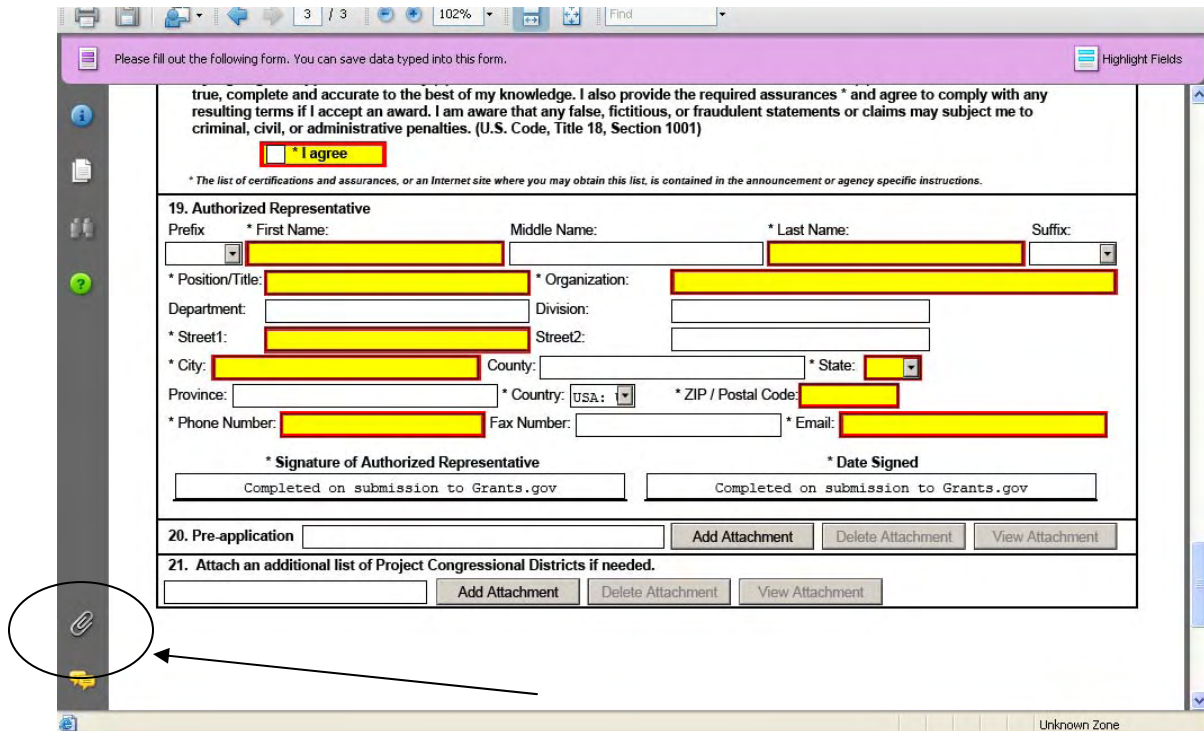 3 / 3 102% Find
Please fill out the following form. You can save data typed into this form. Highlight Fields
true, complete and accurate to the best of my knowledge. I also provide the required assurances * and agree to comply with any
resulting terms if I accept an award. I am aware that any false, fictitious, or fraudulent statements or claims may subject me to
criminal, civil, or administrative penalties. (U.S. Code, Title 18, Section 1001)
* I agree
* The list of certifications and assurances, or an Internet site where you may obtain this list, is contained in the announcement or agency specific instructions.
19. Authorized Representative
Prefix * First Name: Middle Name: * Last Name: Suffix:
* Position/Title: * Organization:
Department: Division:
* Street1: Street2:
* City: County: * State:
Province: * Country: USA: * ZIP / Postal Code:
* Phone Number: Fax Number: * Email:
* Signature of Authorized Representative * Date Signed
Completed on submission to Grants.gov Completed on submission to Grants.gov
20. Pre-application Add Attachment Delete Attachment View Attachment
21. Attach an additional list of Project Congressional Districts if needed.
Add Attachment Delete Attachment View Attachment
Unknown Zone